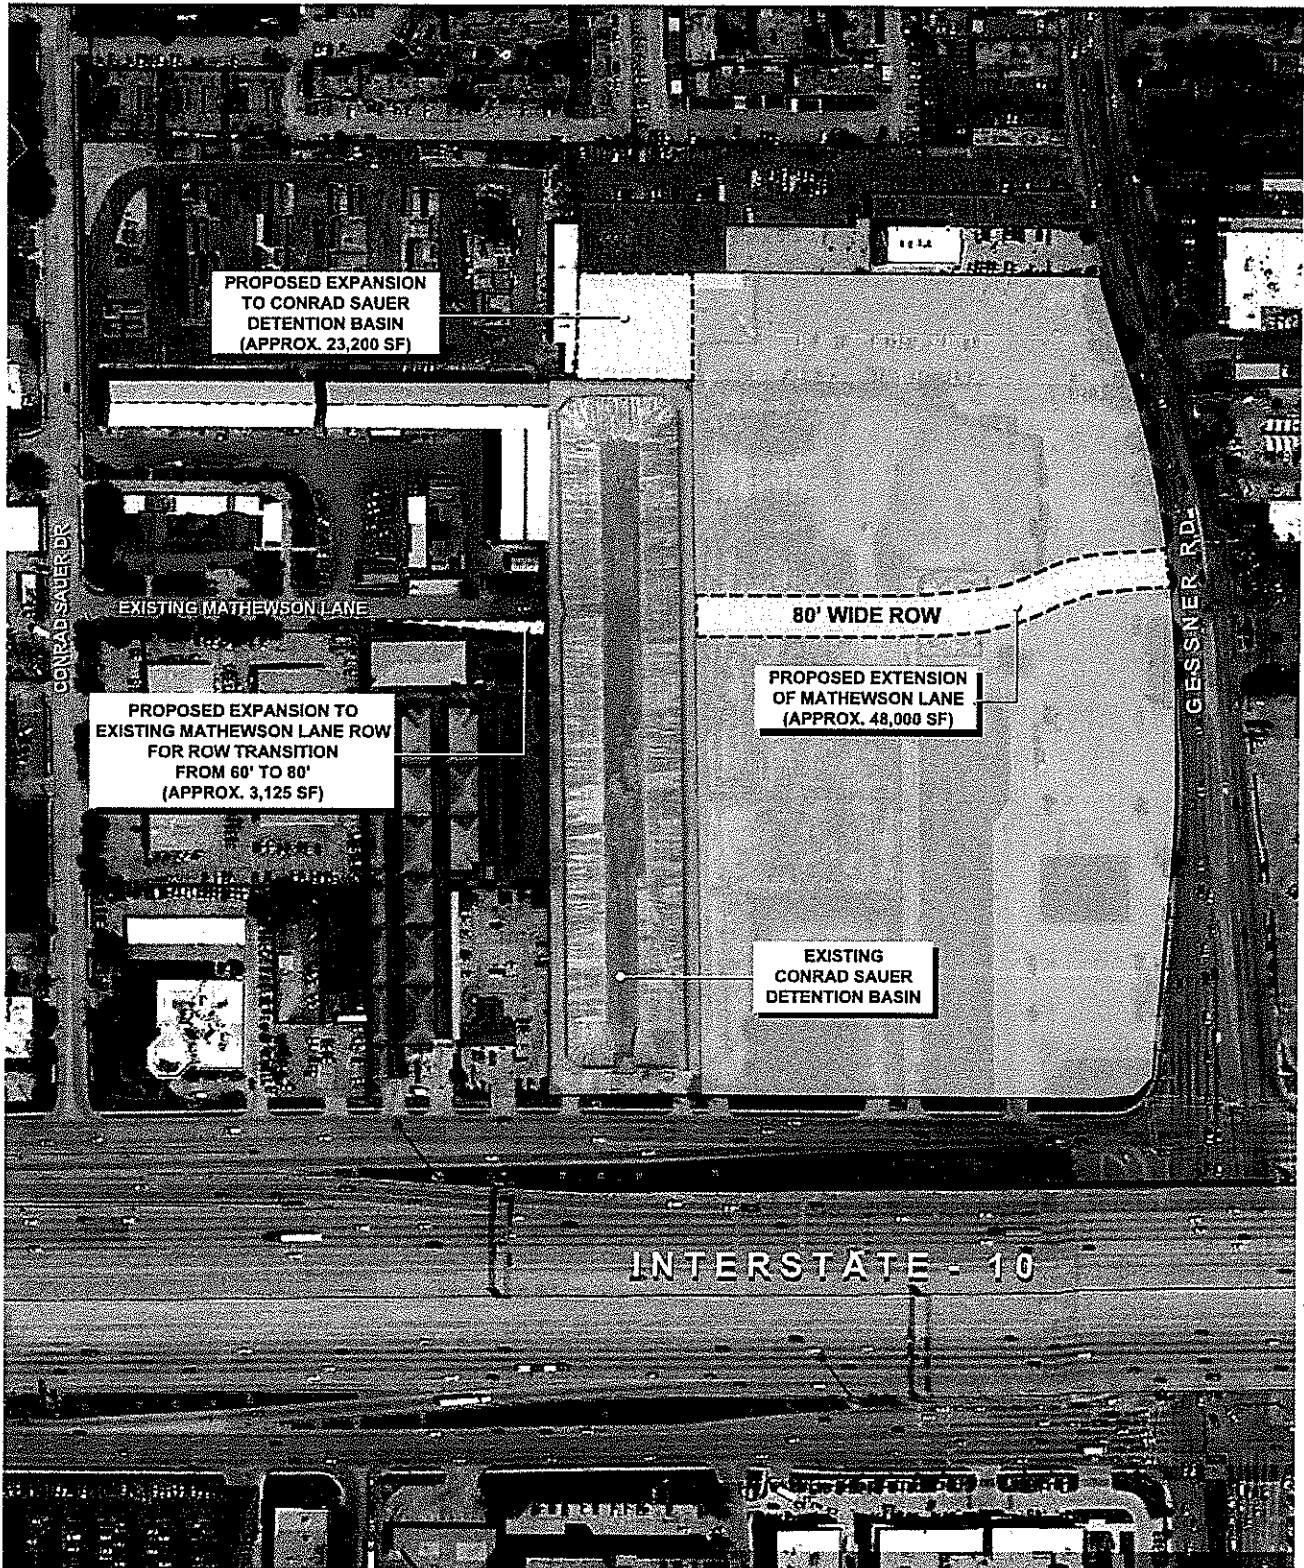 PROPOSED EXPANSION
TO CONRAD SAUER
DETENTION BASIN
(APPROX. 23,200 SF)
CONRAD SAUER DR
EXISTING MATHEWSON LANE
80' WIDE ROW
GESSNER RD.
PROPOSED EXTENSION
OF MATHEWSON LANE
(APPROX. 48,000 SF)
PROPOSED EXPANSION TO
EXISTING MATHEWSON LANE ROW
FOR ROW TRANSITION
FROM 60' TO 80'
(APPROX. 3,125 SF)
EXISTING
CONRAD SAUER
DETENTION BASIN
INTERSTATE - 10